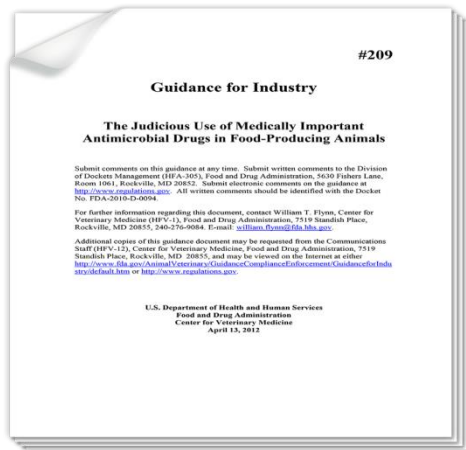 #209
Guidance for Industry
The Judicious Use of Medically Important
Antimicrobial Drugs in Food-Producing Animals
Submit comments on this guidance at any time. Submit written comments to the Division
of Dockets Management (HFA-305), Food and Drug Administration, 5630 Fishers Lane,
Room 1061, Rockville, MD 20852. Submit electronic comments on the guidance at
http://www.regulations.gov. All written comments should be identified with the Docket
No. FDA-2010-D-0094.
For further information regarding this document, contact William T. Flynn, Center for
Veterinary Medicine (HFV-1), Food and Drug Administration, 7519 Standish Place,
Rockville, MD 20855, 240-276-9084. E-mail: william.flynn@fda.hhs.gov.
Additional copies of this guidance document may be requested from the Communications
Staff (HFV-12), Center for Veterinary Medicine, Food and Drug Administration, 7519
Standish Place, Rockville, MD 20855, and may be viewed on the Internet at either
http://www.fda.gov/AnimalVeterinary/GuidanceComplianceEnforcement/GuidanceforIndu
stry/default.htm or http://www.regulations.gov.
U.S. Department of Health and Human Services
Food and Drug Administration
Center for Veterinary Medicine
April 13, 2012